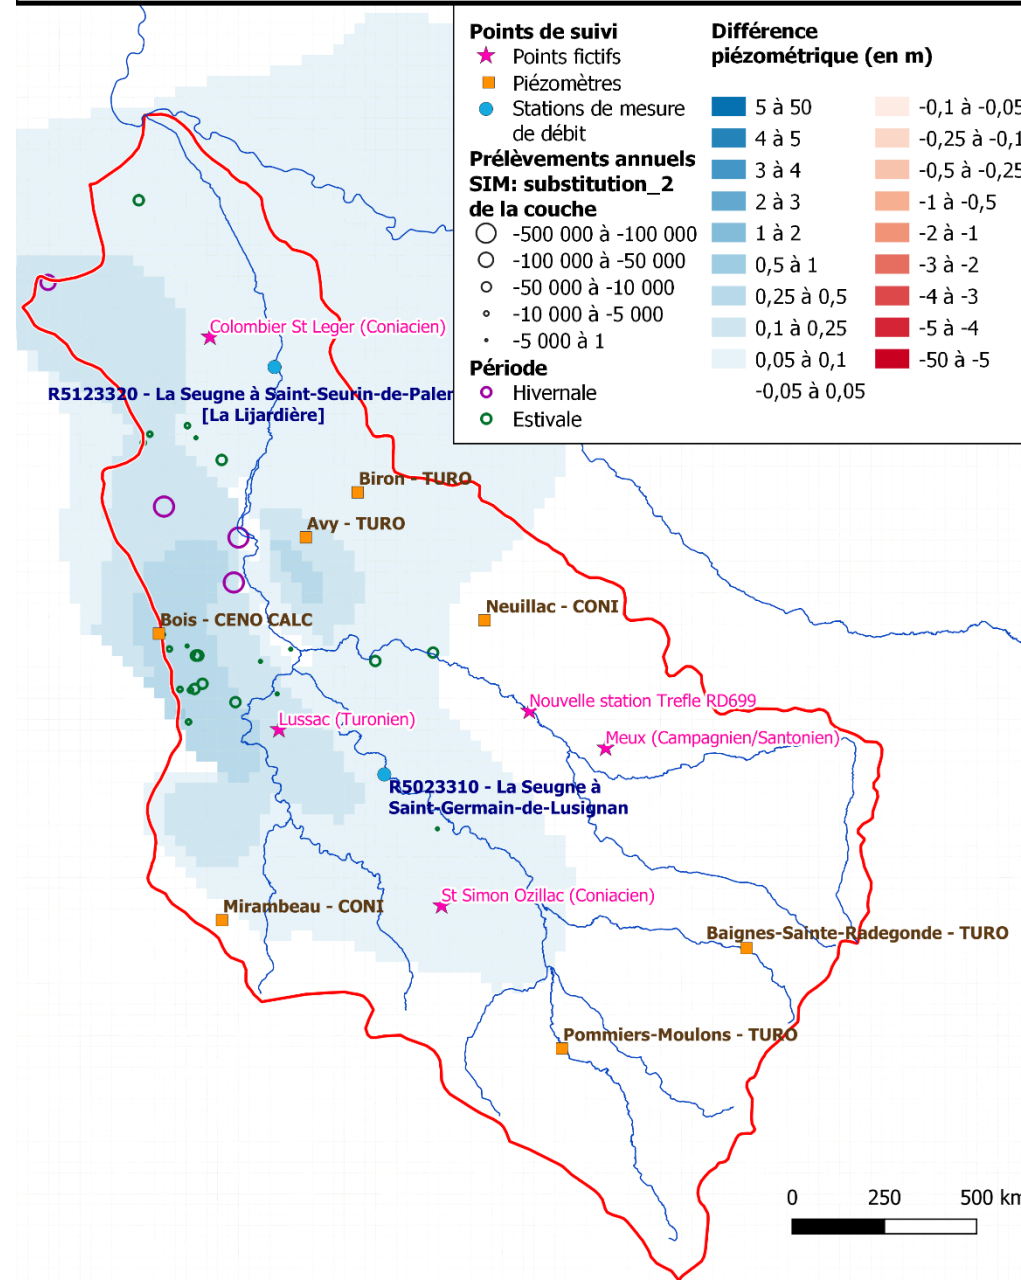 Points de suivi
Points fictifs
Piézomètres
Stations de mesure
de débit
Prélèvements annuels
SIM: substitution_2
de la couche
-500 000 à -100 000
-100 000 à -50 000
-50 000 à -10 000
-10 000 à -5 000
-5 000 à 1
Période
Hivernale
Estivale
Différence
piézométrique (en m)
5 à 50
4 à 5
3 à 4
2 à 3
1 à 2
0,5 à 1
0,25 à 0,5
0,1 à 0,25
0,05 à 0,1
-0,05 à 0,05
-0,1 à -0,05
-0,25 à -0,1
-0,5 à -0,25
-1 à -0,5
-2 à -1
-3 à -2
-4 à -3
-5 à -4
-50 à -5
Colombier St Leger (Coniacien)
R5123320 - La Seugne à Saint-Seurin-de-Paler
[La Lijardière]
Biron - TURO
Avy - TURO
Neuillac - CONI
Bois - CENO CALC
Nouvelle station Trefle RD699
Lussac (Turonien)
Meux (Campagnien/Santonien)
R5023310 - La Seugne à
Saint-Germain-de-Lusignan
St Simon Ozillac (Coniacien)
Mirambeau - CONI
Baignes-Sainte-Radegonde - TURO
Pommiers-Moulons - TURO
0 250 500 km